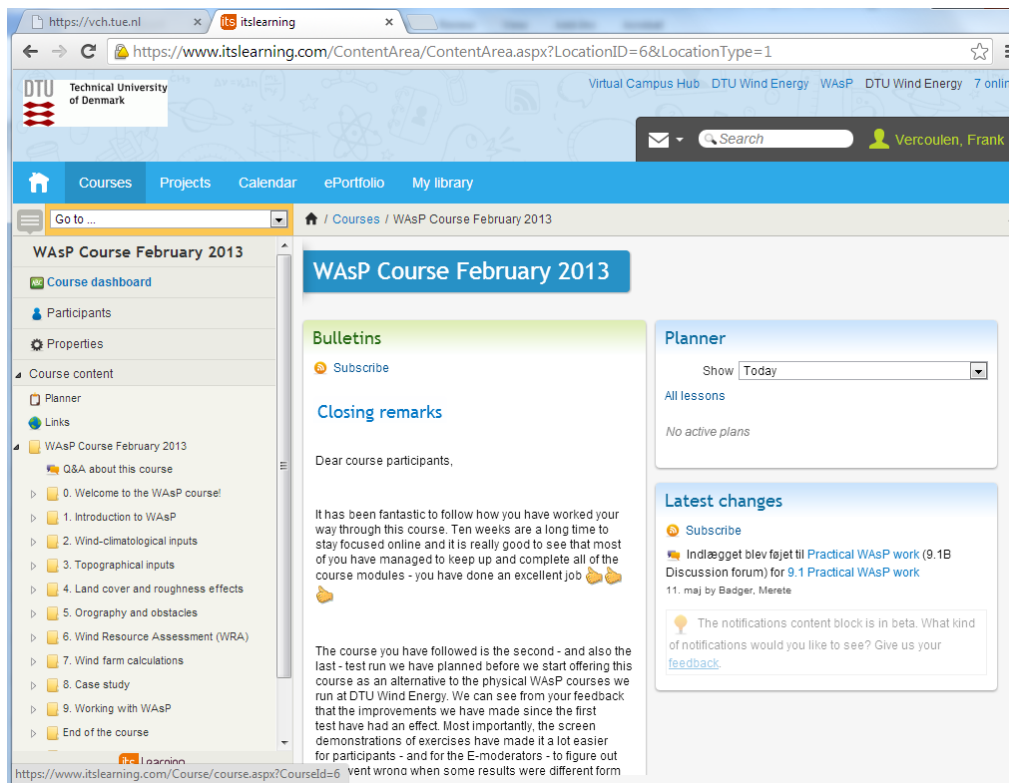 https://vch.tue.nl
its itslearning
https://www.itslearning.com/ContentArea/ContentArea.aspx?LocationID=6&LocationType=1
DTU Technical University
of Denmark
Virtual Campus Hub DTU Wind Energy WAsP DTU Wind Energy 7 onlin
Search Vercoulen, Frank
Courses Projects Calendar ePortfolio My library
Go to ...
/ Courses / WAsP Course February 2013
WAsP Course February 2013
Course dashboard
Participants
Properties
Course content
Planner
Links
WAsP Course February 2013
Q&A about this course
0. Welcome to the WAsP course!
1. Introduction to WAsP
2. Wind-climatological inputs
3. Topographical inputs
4. Land cover and roughness effects
5. Orography and obstacles
6. Wind Resource Assessment (WRA)
7. Wind farm calculations
8. Case study
9. Working with WAsP
End of the course
its Learning
https://www.itslearning.com/Course/course.aspx?CourseId=6
WAsP Course February 2013
Bulletins
Subscribe
Closing remarks
Dear course participants,
It has been fantastic to follow how you have worked your
way through this course. Ten weeks are a long time to
stay focused online and it is really good to see that most
of you have managed to keep up and complete all of the
course modules - you have done an excellent job
The course you have followed is the second - and also the
last - test run we have planned before we start offering this
course as an alternative to the physical WAsP courses we
run at DTU Wind Energy. We can see from your feedback
that the improvements we have made since the first
test have had an effect. Most importantly, the screen
demonstrations of exercises have made it a lot easier
for participants - and for the E-moderators - to figure out
vent wrong when some results were different form
Planner
Show Today
All lessons
No active plans
Latest changes
Subscribe
Indlægget blev føjet til Practical WAsP work (9.1B
Discussion forum) for 9.1 Practical WAsP work
11. maj by Badger, Merete
The notifications content block is in beta. What kind
of notifications would you like to see? Give us your
feedback.